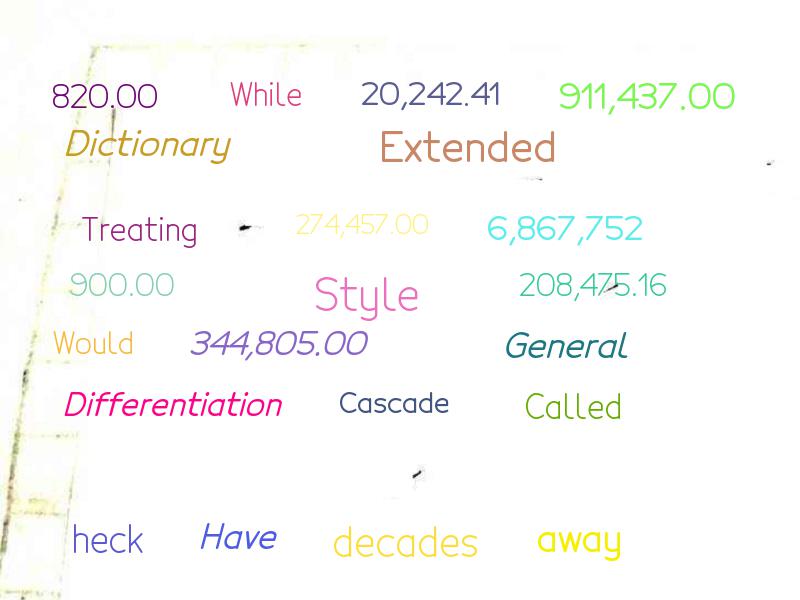 820.00 While 20,242.41 911,437.00
Dictionary Extended
Treating 274,457.00 6,867,752
900.00 Style 208,475.16
Would 344,805.00 General
Differentiation Cascade Called
heck Have decades away